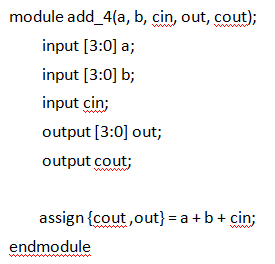 module add_4(a, b, cin, out, cout);
input [3:0] a;
input [3:0] b;
input cin;
output [3:0] out;
output cout;
assign {cout ,out} = a + b + cin;
endmodule